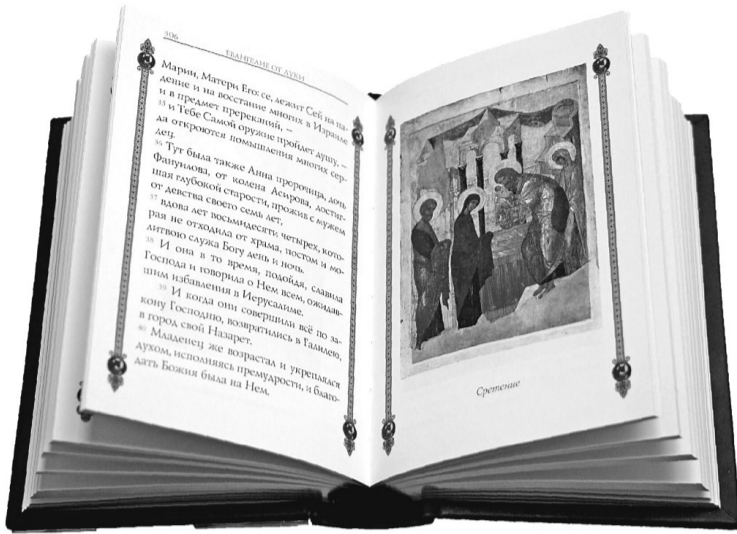 306
ЕВАНГЕЛИЕ ОТ ЛУКИ
Марии, Матери Его: се, лежит Сей на па-
дение и на восстание многих в Израиле
и в предмет пререканий, –
35 и Тебе Самой оружие пройдет душу, –
да откроются помышления многих сер-
дец.
36 Тут была также Анна пророчица, дочь
Фануилова, от колена Асирова, достиг-
шая глубокой старости, прожив с мужем
от девства своего семь лет,
37 вдова лет восьмидесяти четырех, кото-
рая не отходила от храма, постом и мо-
литвою служа Богу день и ночь.
38 И она в то время, подойдя, славила
Господа и говорила о Нем всем, ожидав-
шим избавления в Иерусалиме.
39 И когда они совершили всё по за-
кону Господню, возвратились в Галилею,
в город свой Назарет.
40 Младенец же возрастал и укреплялся
духом, исполняясь премудрости, и благо-
дать Божия была на Нем.
Сретение